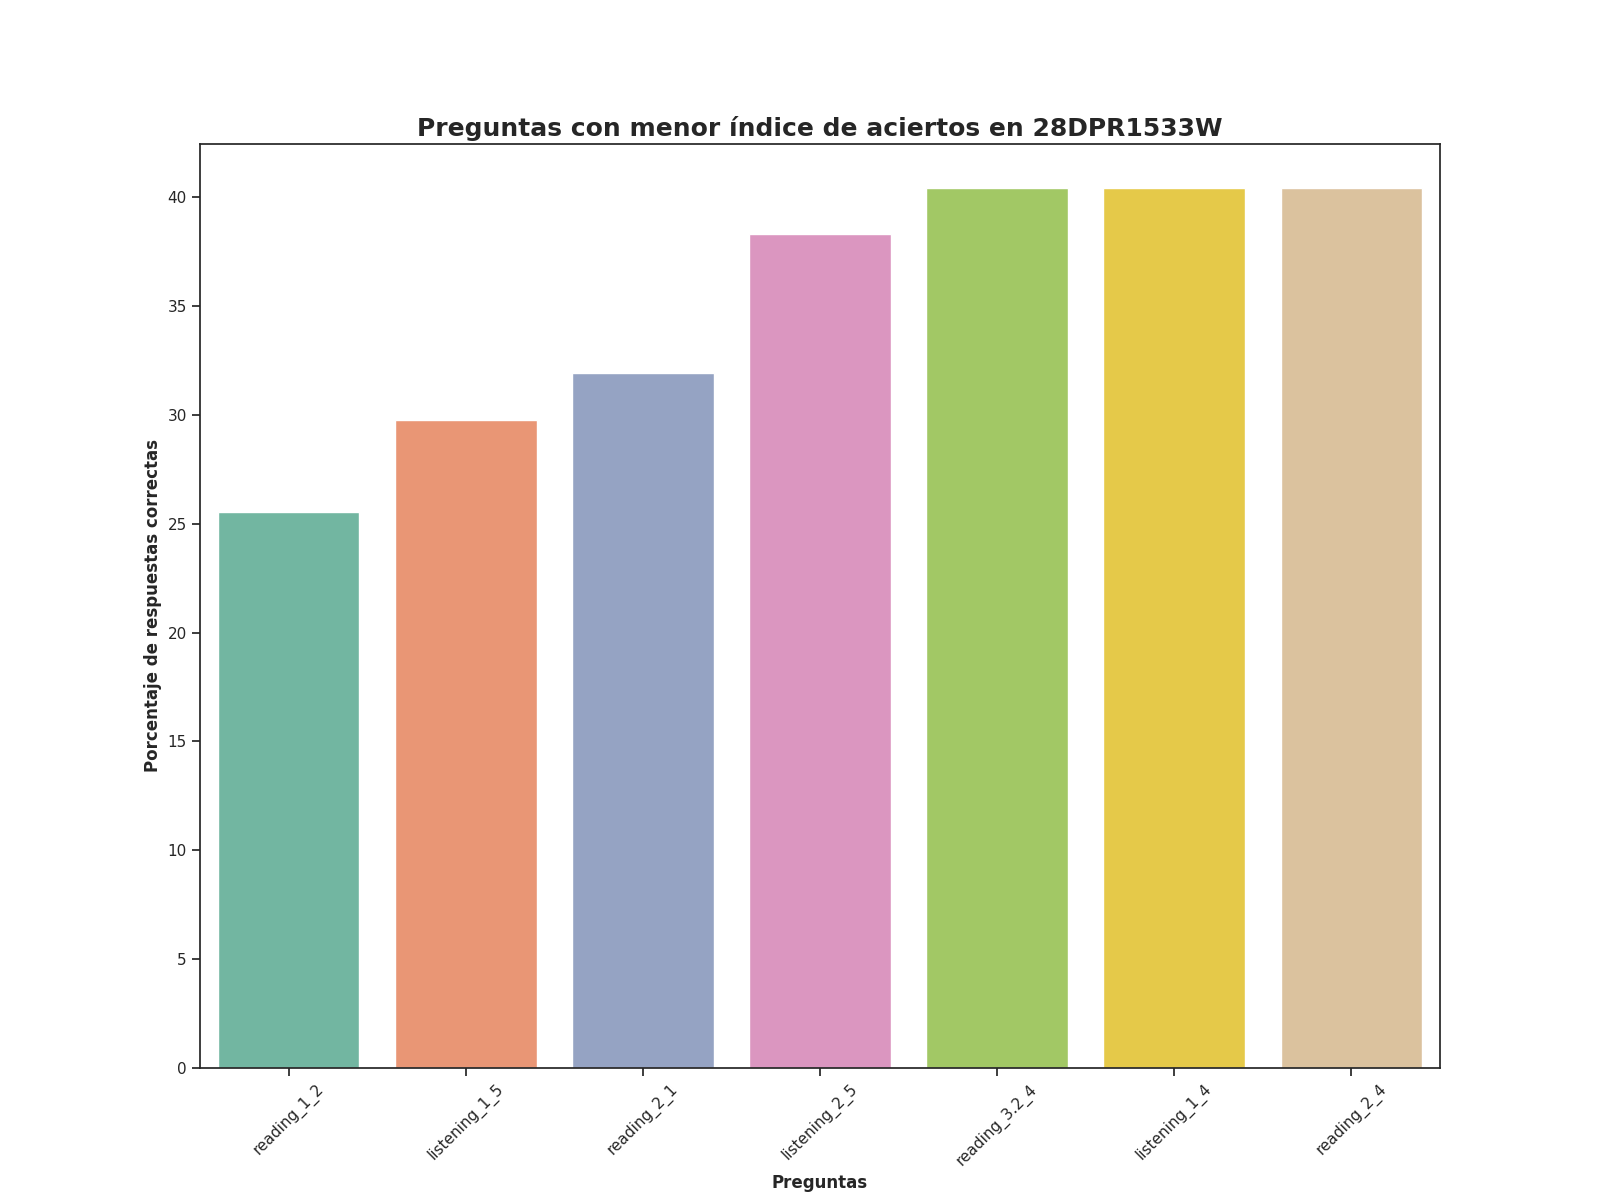 Preguntas con menor índice de aciertos en 28DPR1533W
Porcentaje de respuestas correctas
40
35
30
25
20
15
10
5
0
reading_1_2
listening_1_5
reading_2_1
listening_2_5
reading_3.2_4
listening_1_4
reading_2_4
Preguntas